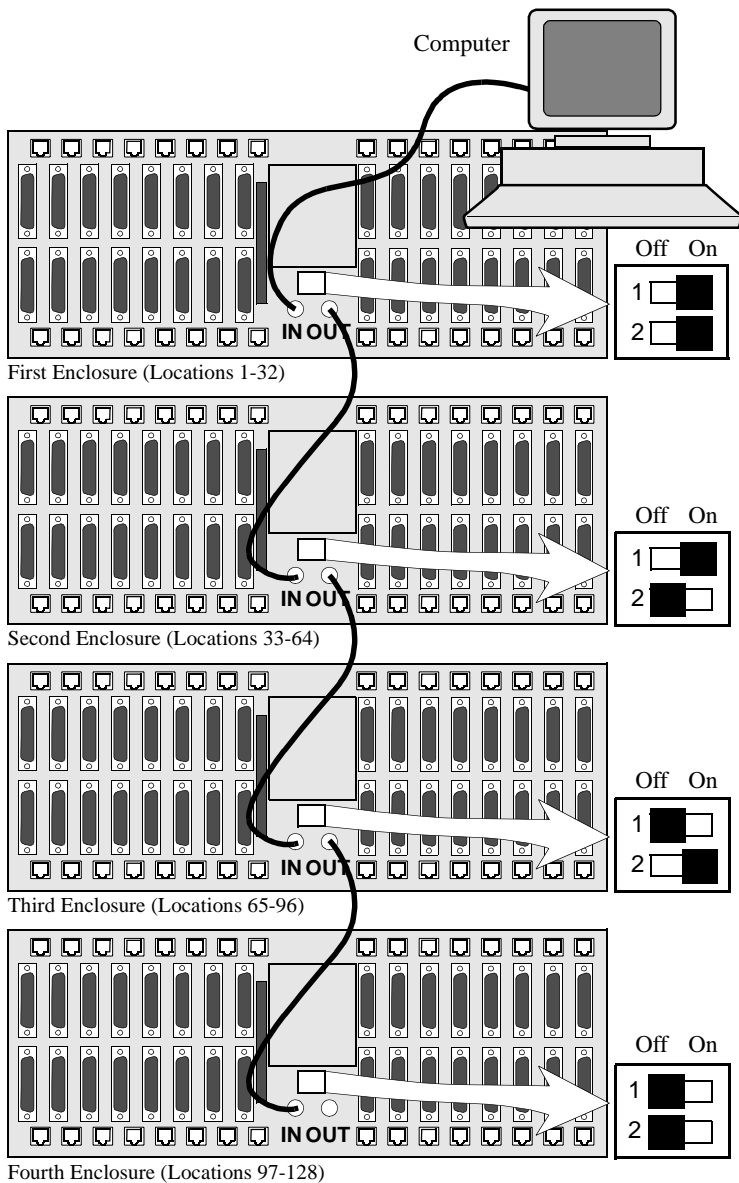 Computer
Off On
1
2
IN OUT
First Enclosure (Locations 1-32)
Off On
1
2
IN OUT
Second Enclosure (Locations 33-64)
Off On
1
2
IN OUT
Third Enclosure (Locations 65-96)
Off On
1
2
IN OUT
Fourth Enclosure (Locations 97-128)